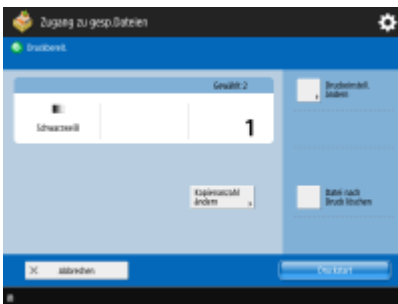 Zugang zu gesp.Dateien
Druckbereit.
Gewählt:2
Schwarzweiß
1
Druckeinstell.
ändern
Kopienanzahl
ändern
Datei nach
Druck löschen
Abbrechen
Druckstart